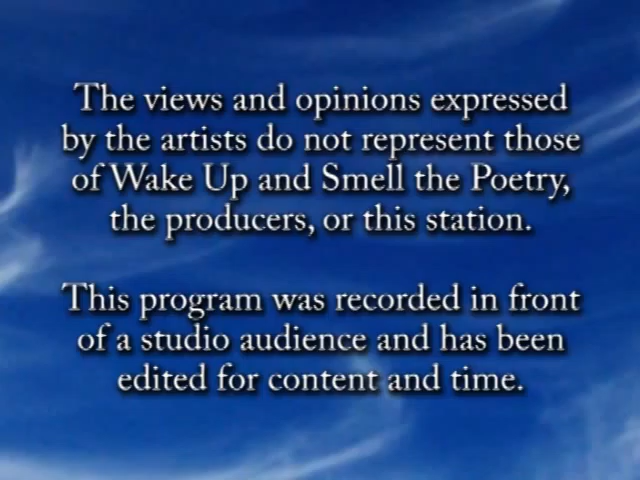 The views and opinions expressed
by the artists do not represent those
of Wake Up and Smell the Poetry,
the producers, or this station.
This program was recorded in front
of a studio audience and has been
edited for content and time.